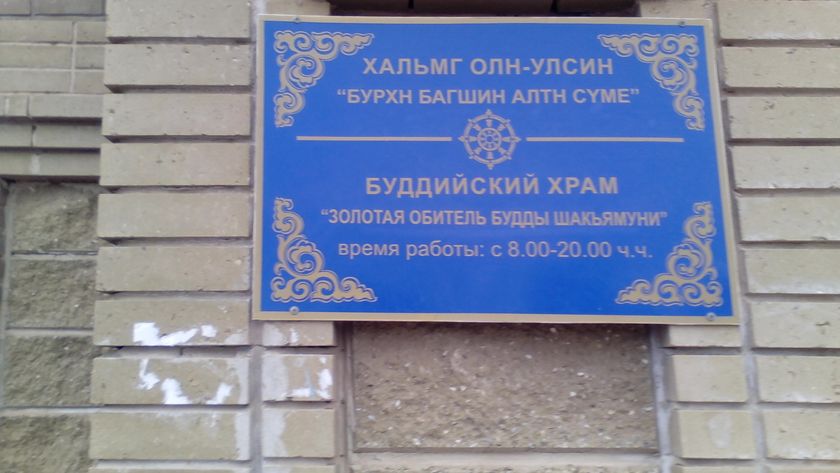 ХАЛЬМГ ОЛН-УЛСИН
"БУРХН БАГШИН АЛТН СҮМЕ"
БУДДИЙСКИЙ ХРАМ
"ЗОЛОТАЯ ОБИТЕЛЬ БУДДЫ ШАКЬЯМУНИ"
время работы: с 8.00-20.00 ч.ч.